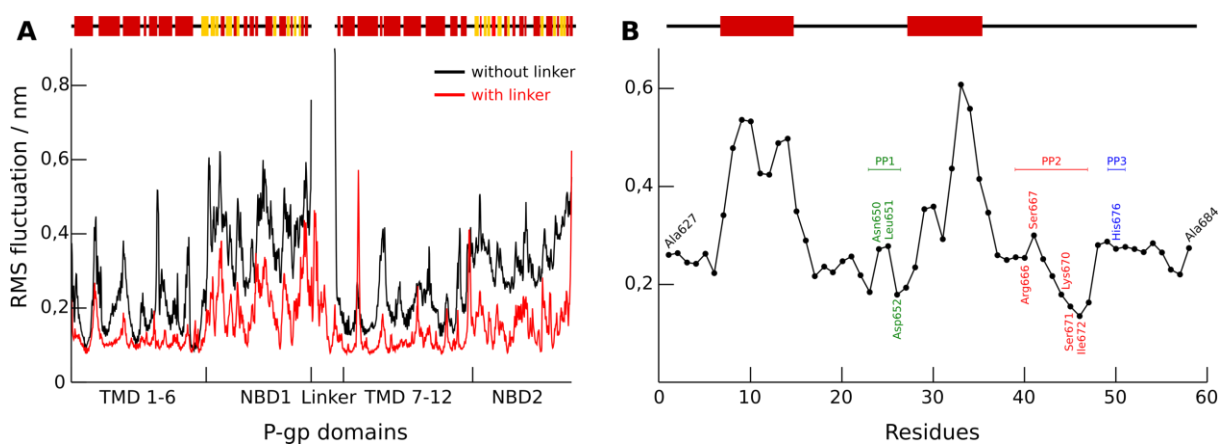 A
without linker
with linker
RMS fluctuation / nm
0,8
0,6
0,4
0,2
0
TMD 1-6
NBD1
Linker
TMD 7-12
NBD2
P-gp domains
B
0,6
0,4
0,2
Ala627
PP1
Asn650
Leu651
Asp652
PP2
Ser667
Arg666
Lys670
Ser671
Ile672
PP3
His676
Ala684
0
10
20
30
40
50
60
Residues